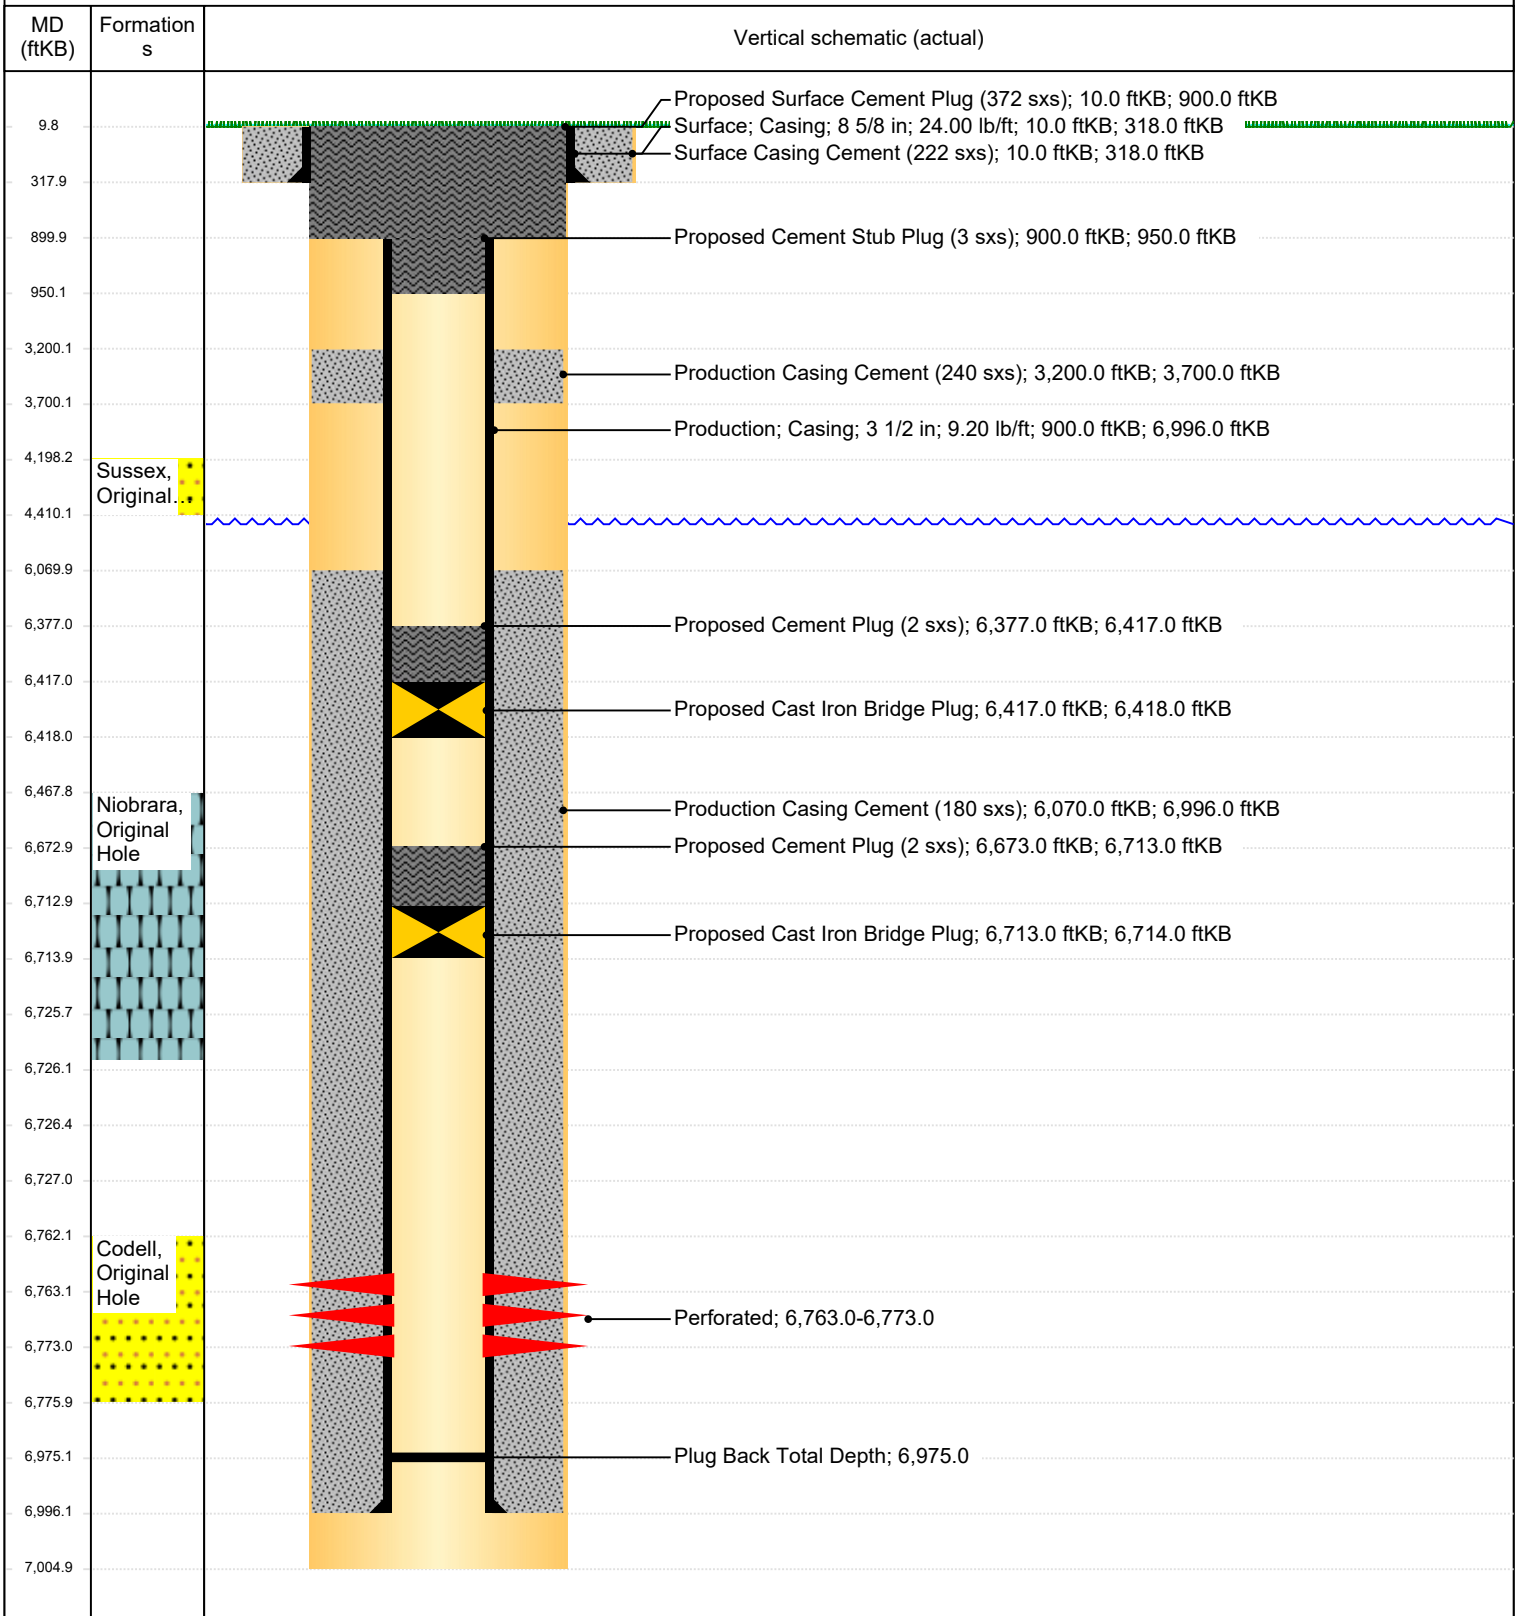 MD
(ftKB)
Formation
s
Vertical schematic (actual)
Proposed Surface Cement Plug (372 sxs); 10.0 ftKB; 900.0 ftKB
9.8
Surface; Casing; 8 5/8 in; 24.00 lb/ft; 10.0 ftKB; 318.0 ftKB
Surface Casing Cement (222 sxs); 10.0 ftKB; 318.0 ftKB
317.9
899.9
Proposed Cement Stub Plug (3 sxs); 900.0 ftKB; 950.0 ftKB
950.1
3,200.1
Production Casing Cement (240 sxs); 3,200.0 ftKB; 3,700.0 ftKB
3,700.1
Production; Casing; 3 1/2 in; 9.20 lb/ft; 900.0 ftKB; 6,996.0 ftKB
4,198.2
Sussex,
Original...
4,410.1
6,069.9
6,377.0
Proposed Cement Plug (2 sxs); 6,377.0 ftKB; 6,417.0 ftKB
6,417.0
Proposed Cast Iron Bridge Plug; 6,417.0 ftKB; 6,418.0 ftKB
6,418.0
6,467.8
Niobrara,
Original
Hole
Production Casing Cement (180 sxs); 6,070.0 ftKB; 6,996.0 ftKB
6,672.9
Proposed Cement Plug (2 sxs); 6,673.0 ftKB; 6,713.0 ftKB
6,712.9
Proposed Cast Iron Bridge Plug; 6,713.0 ftKB; 6,714.0 ftKB
6,713.9
6,725.7
6,726.1
6,726.4
6,727.0
6,762.1
Codell,
Original
Hole
6,763.1
Perforated; 6,763.0-6,773.0
6,773.0
6,775.9
6,975.1
Plug Back Total Depth; 6,975.0
6,996.1
7,004.9